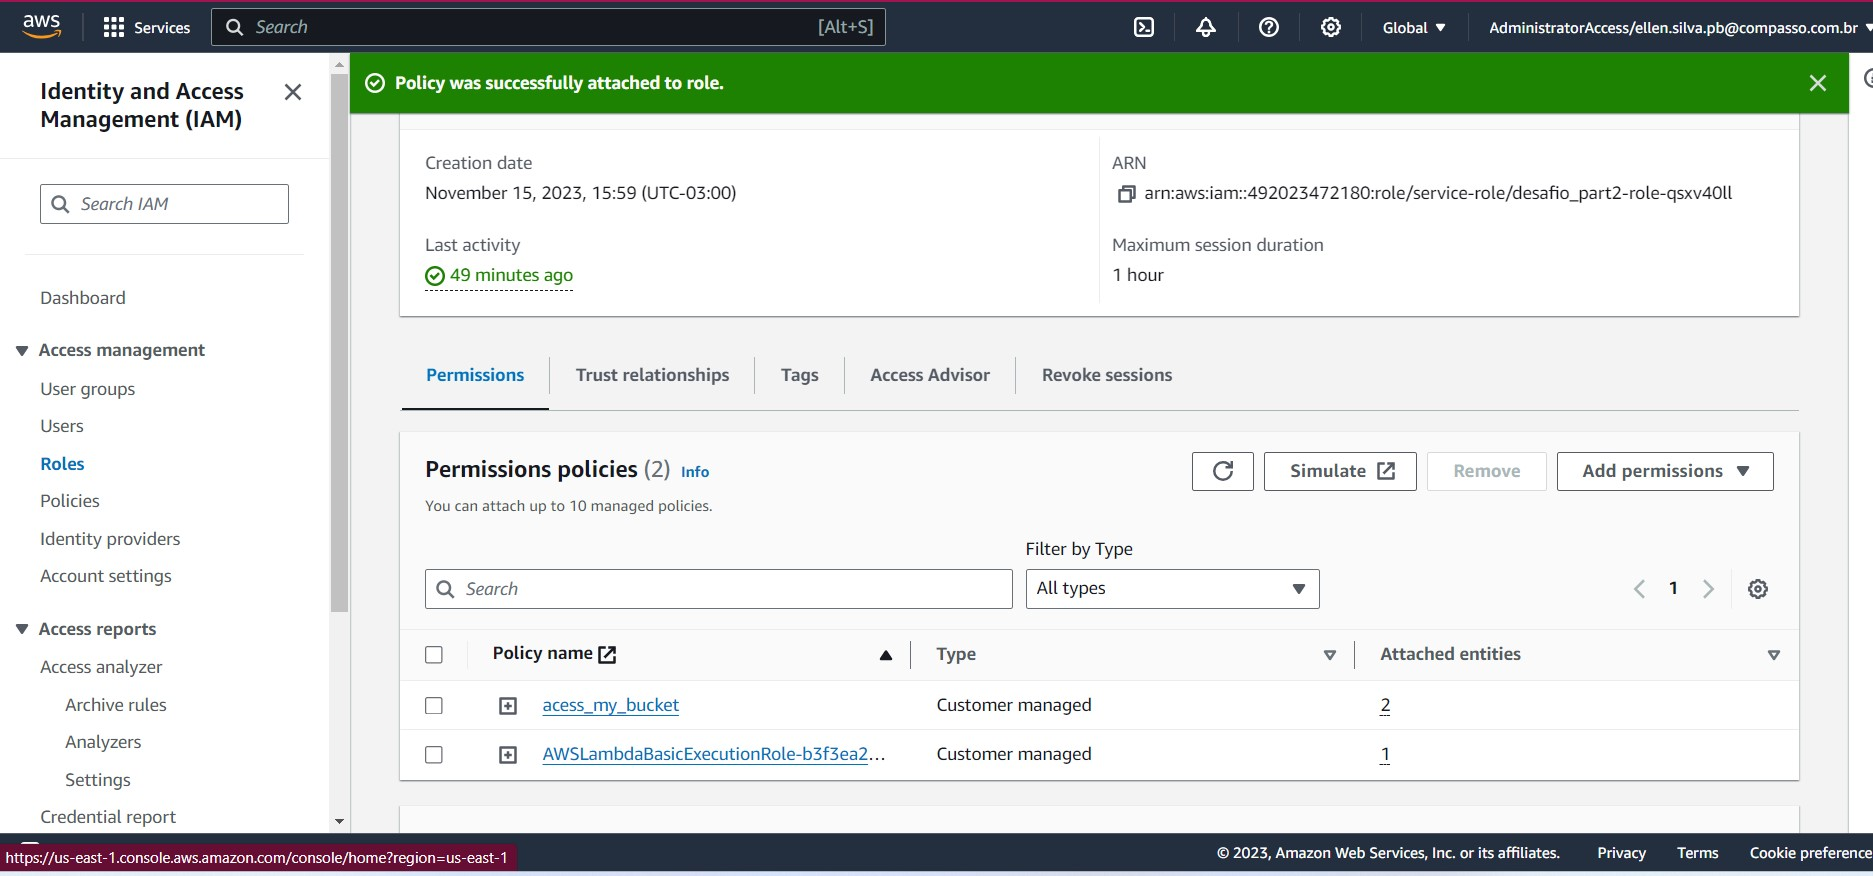 aws
Services
Search
[Alt+S]
Global
AdministratorAccess/ellen.silva.pb@compasso.com.br
Identity and Access
Management (IAM)
Search IAM
Dashboard
Access management
User groups
Users
Roles
Policies
Identity providers
Account settings
Access reports
Access analyzer
Archive rules
Analyzers
Settings
Credential report
Policy was successfully attached to role.
Creation date
November 15, 2023, 15:59 (UTC-03:00)
ARN
arn:aws:iam::492023472180:role/service-role/desafio_part2-role-qsxv40ll
Last activity
49 minutes ago
Maximum session duration
1 hour
Permissions
Trust relationships
Tags
Access Advisor
Revoke sessions
Permissions policies (2) Info
You can attach up to 10 managed policies.
Simulate
Remove
Add permissions
Filter by Type
Search
All types
1
Policy name
Type
Attached entities
acess_my_bucket
Customer managed
2
AWSLambdaBasicExecutionRole-b3f3ea2...
Customer managed
1
https://us-east-1.console.aws.amazon.com/console/home?region=us-east-1
© 2023, Amazon Web Services, Inc. or its affiliates.
Privacy
Terms
Cookie preference